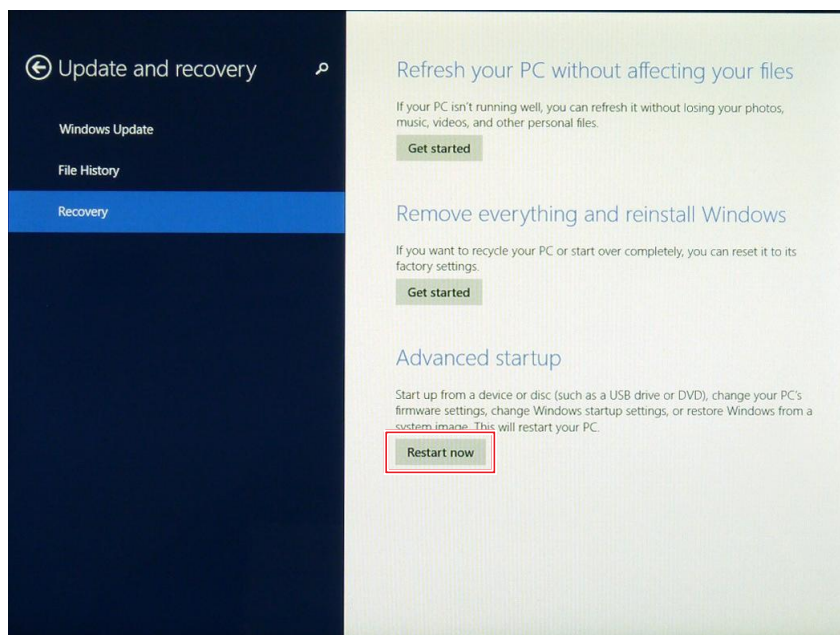 Update and recovery
Windows Update
File History
Recovery
Refresh your PC without affecting your files
If your PC isn't running well, you can refresh it without losing your photos,
music, videos, and other personal files.
Get started
Remove everything and reinstall Windows
If you want to recycle your PC or start over completely, you can reset it to its
factory settings.
Get started
Advanced startup
Start up from a device or disc (such as a USB drive or DVD), change your PC's
firmware settings, change Windows startup settings, or restore Windows from a
system image. This will restart your PC.
Restart now